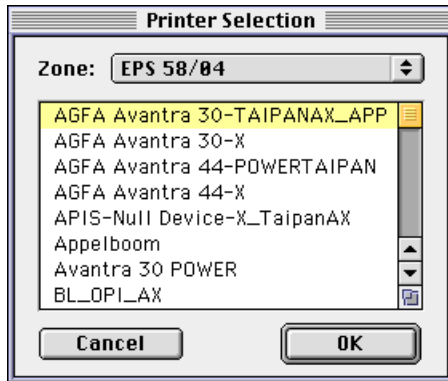 Printer Selection
Zone: EPS 58/04
AGFA Avantra 30-TAIPANAX_APP
AGFA Avantra 30-X
AGFA Avantra 44-POWERTAIPAN
AGFA Avantra 44-X
APIS-Null Device-X_TaipanAX
Appelboom
Avantra 30 POWER
BL_OPI_AX
Cancel OK